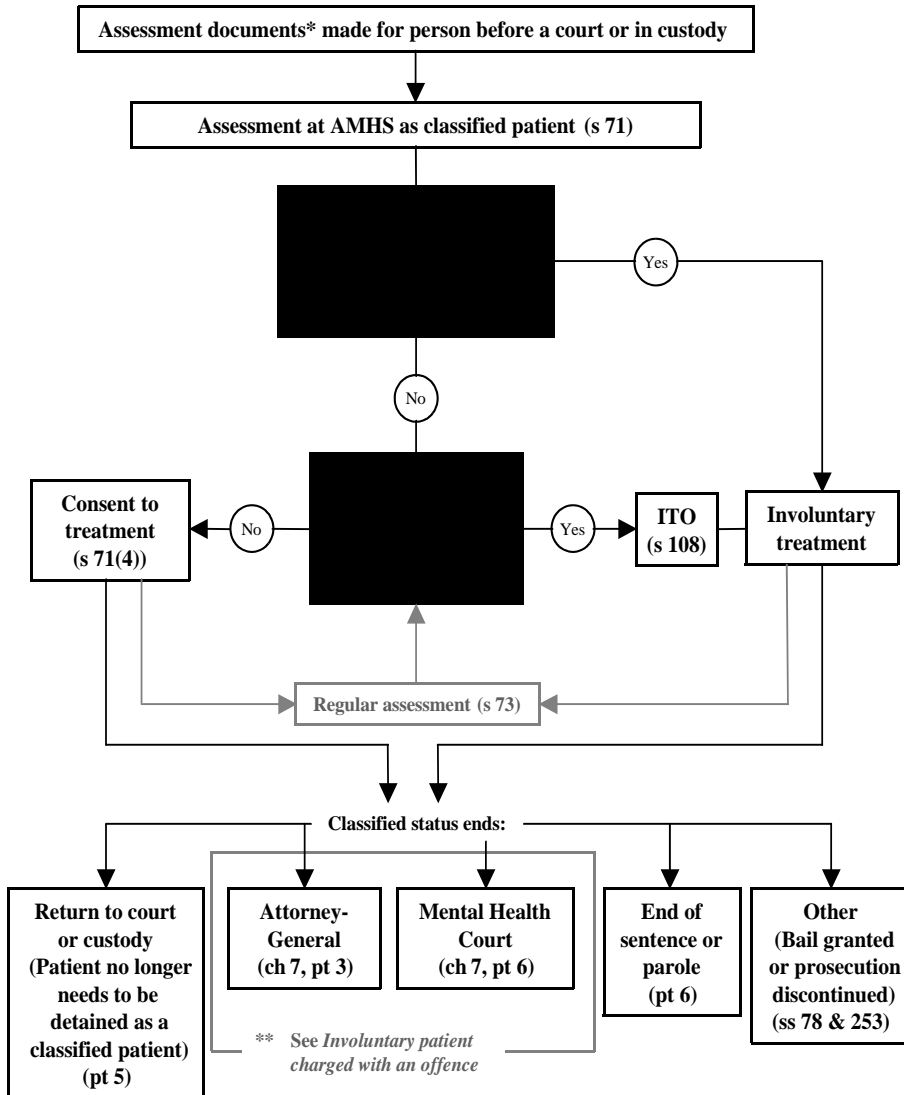 Assessment documents* made for person before a court or in custody
Assessment at AMHS as classified patient (s 71)
Yes
No
Consent to
treatment
(s 71(4))
No
Yes
ITO
(s 108)
Involuntary
treatment
Regular assessment (s 73)
Classified status ends:
Return to court
or custody
(Patient no longer
needs to be
detained as a
classified patient)
(pt 5)
Attorney-
General
(ch 7, pt 3)
Mental Health
Court
(ch 7, pt 6)
End of
sentence or
parole
(pt 6)
Other
(Bail granted
or prosecution
discontinued)
(ss 78 & 253)
** See Involuntary patient
charged with an offence